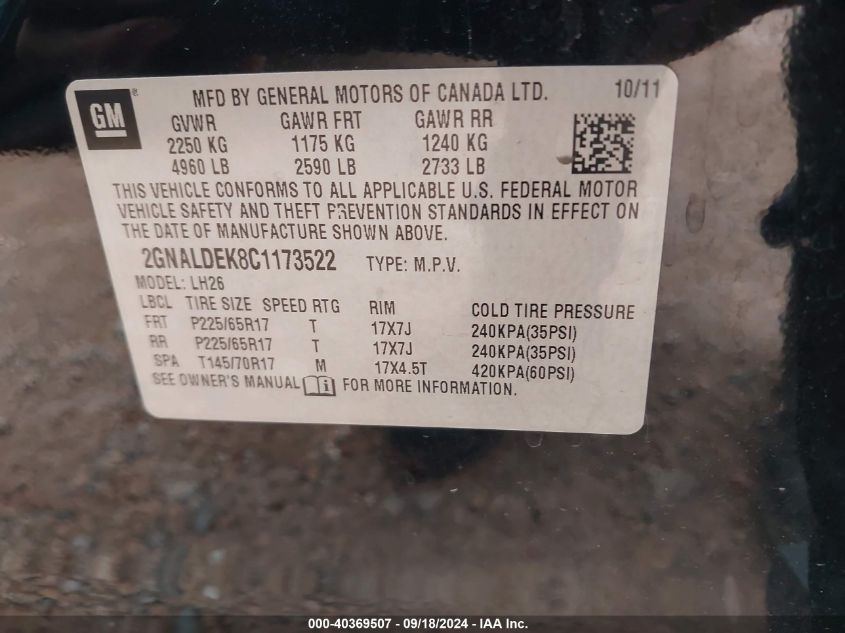 GM ® MFD BY GENERAL MOTORS OF CANADA LTD. 10/11
GVWR GAWR FRT GAWR RR
2250 KG 1175 KG 1240 KG
4960 LB 2590 LB 2733 LB
THIS VEHICLE CONFORMS TO ALL APPLICABLE U.S. FEDERAL MOTOR
VEHICLE SAFETY AND THEFT PREVENTION STANDARDS IN EFFECT ON
THE DATE OF MANUFACTURE SHOWN ABOVE.
2GNALDEK8C1173522 TYPE: M.P.V.
MODEL: LH26
LBCL TIRE SIZE SPEED RTG RIM COLD TIRE PRESSURE
FRT P225/65R17 T 17X7J 240KPA(35PSI)
RR P225/65R17 T 17X7J 240KPA(35PSI)
SPA T145/70R17 M 17X4.5T 420KPA(60PSI)
SEE OWNER'S MANUAL i FOR MORE INFORMATION.
000-40369507 - 09/18/2024 - IAA Inc.